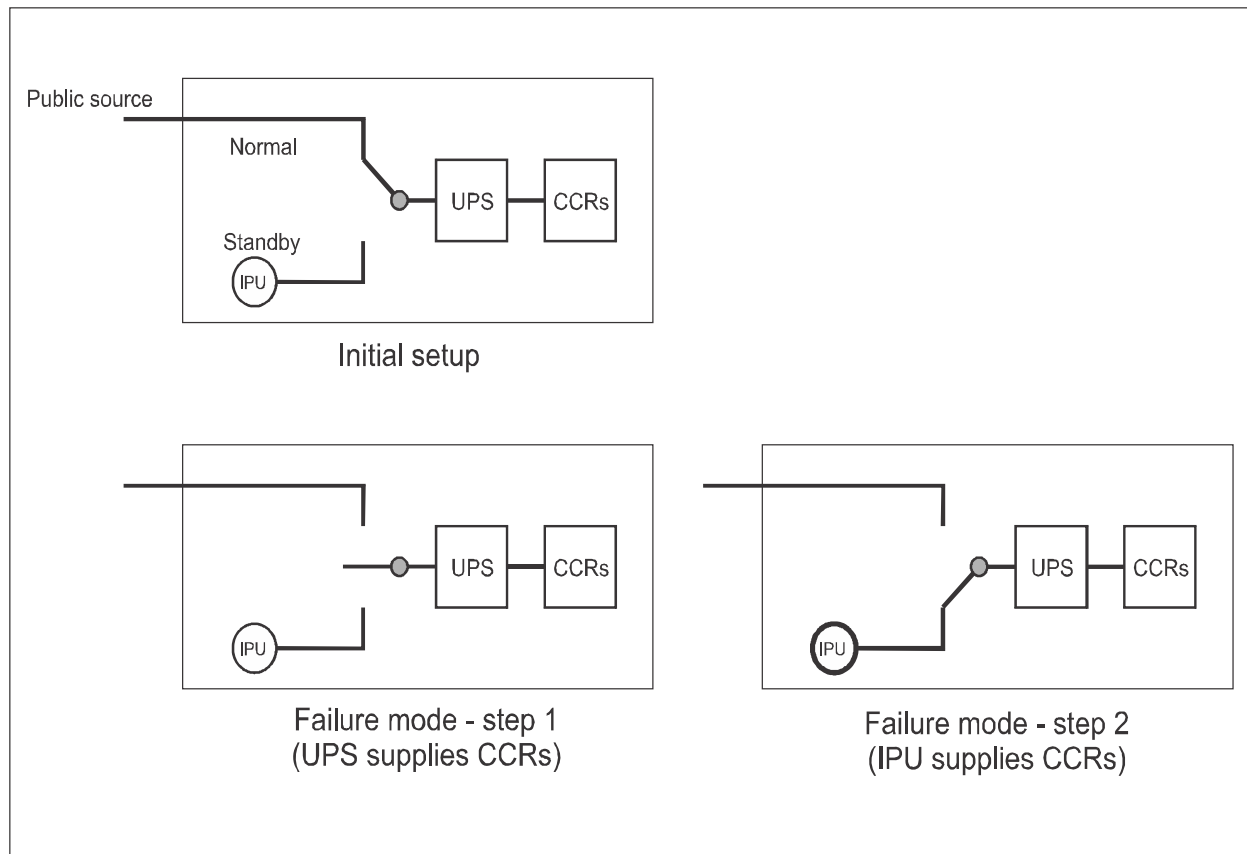 Public source
Normal
UPS
CCRs
Standby
IPU
Initial setup
UPS
CCRs
IPU
Failure mode - step 1
(UPS supplies CCRs)
UPS
CCRs
IPU
Failure mode - step 2
(IPU supplies CCRs)